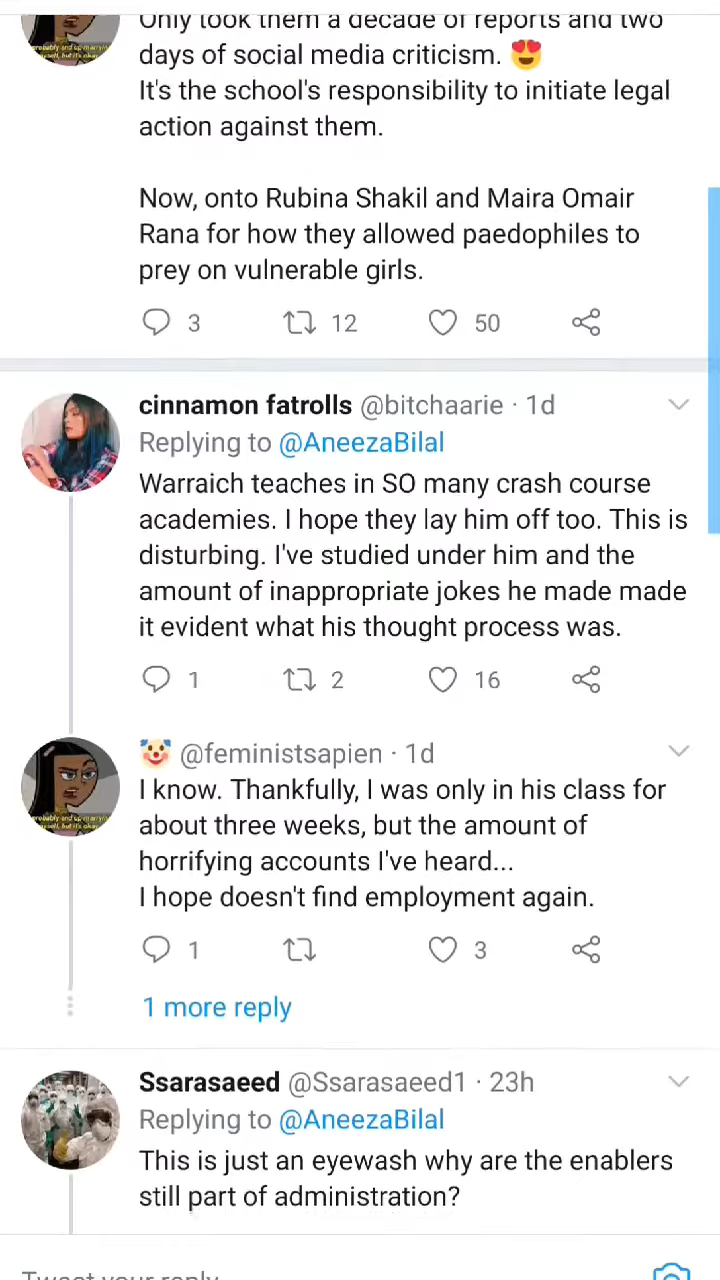 Only took them a decade of reports and two
days of social media criticism. 😍
It's the school's responsibility to initiate legal
action against them.
Now, onto Rubina Shakil and Maira Omair
Rana for how they allowed paedophiles to
prey on vulnerable girls.
3 12 50
cinnamon fatrolls @bitchaarie · 1d
Replying to @AneezaBilal
Warraich teaches in SO many crash course
academies. I hope they lay him off too. This is
disturbing. I've studied under him and the
amount of inappropriate jokes he made made
it evident what his thought process was.
1 2 16
🤡 @feministsapien · 1d
I know. Thankfully, I was only in his class for
about three weeks, but the amount of
horrifying accounts I've heard...
I hope doesn't find employment again.
1 3
1 more reply
Ssarasaeed @Ssarasaeed1 · 23h
Replying to @AneezaBilal
This is just an eyewash why are the enablers
still part of administration?
Tweet your reply